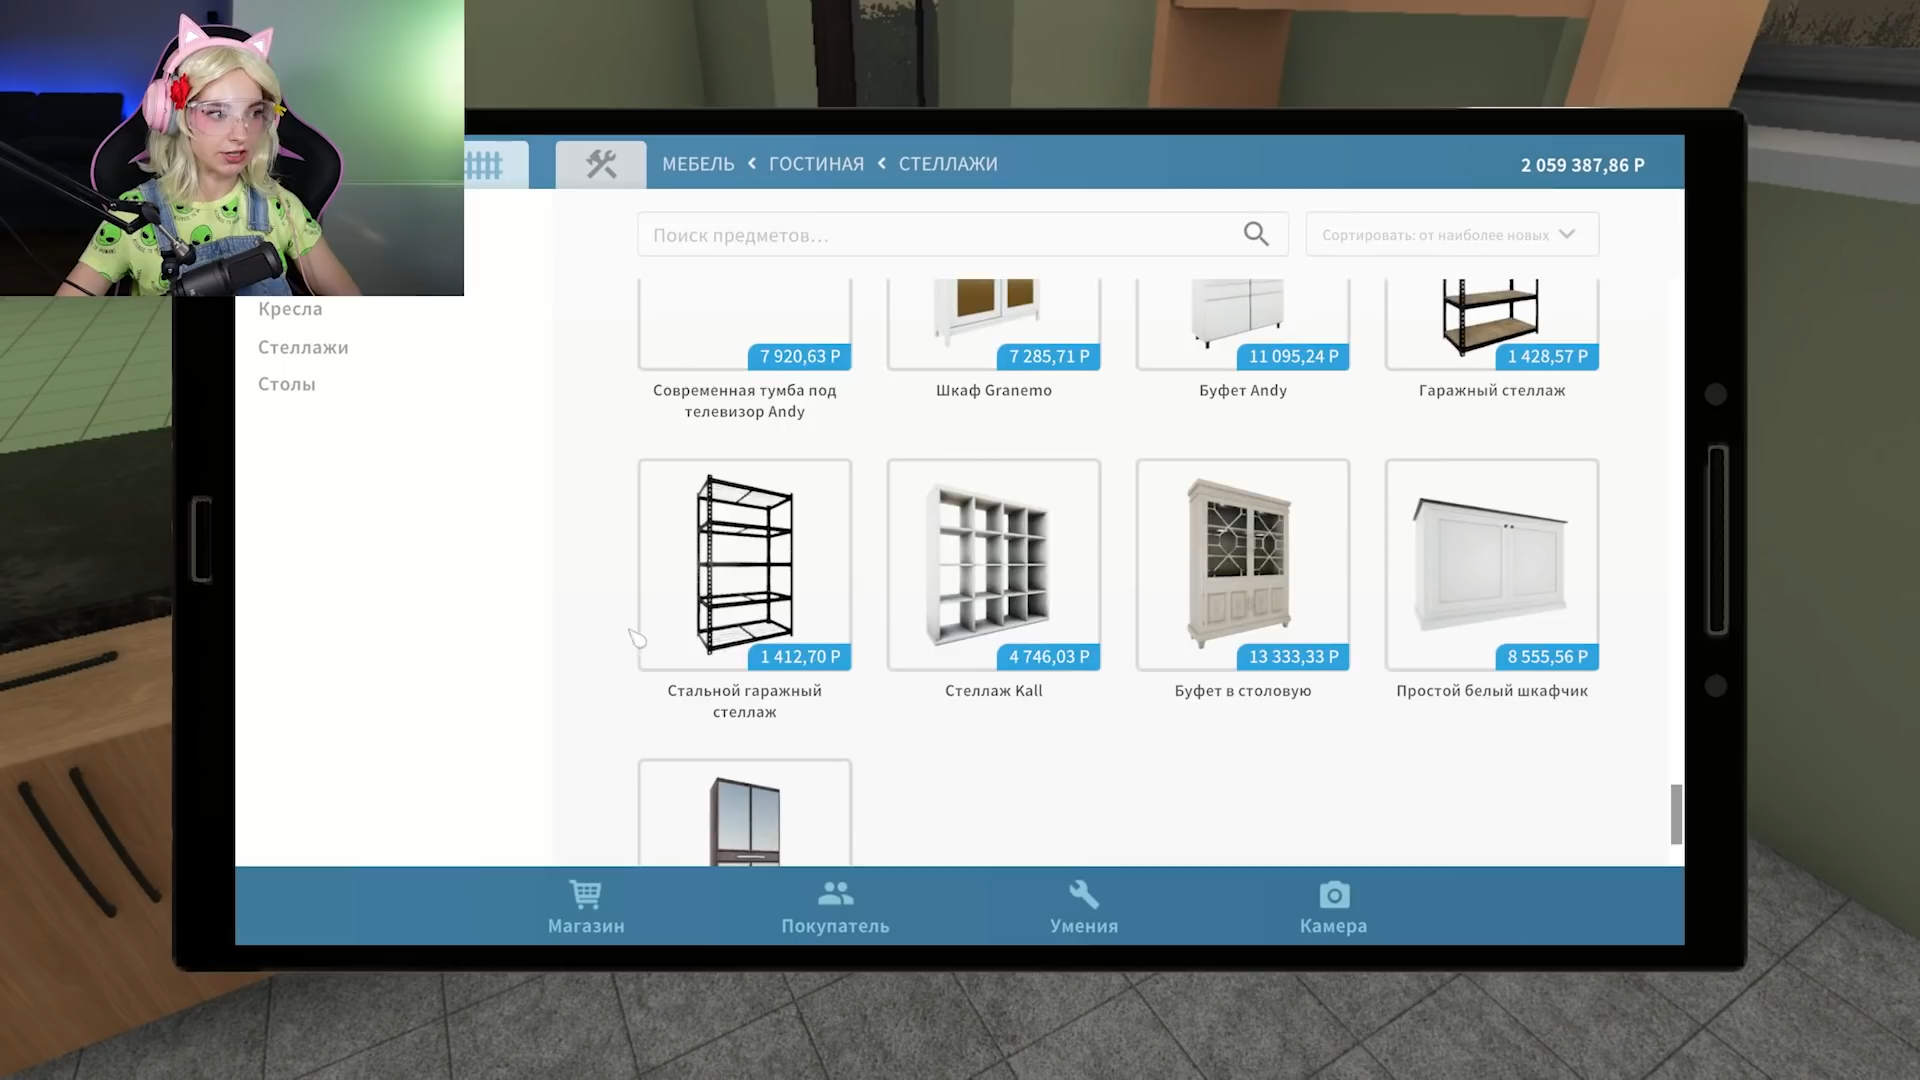 МЕБЕЛЬ < ГОСТИНАЯ < СТЕЛЛАЖИ
2 059 387,86 Р
Поиск предметов...
Сортировать: от наиболее новых
Кресла
Стеллажи
Столы
7 920,63 Р
7 285,71 Р
11 095,24 Р
1 428,57 Р
Современная тумба под
телевизор Andy
Шкаф Granemo
Буфет Andy
Гаражный стеллаж
1 412,70 Р
4 746,03 Р
13 333,33 Р
8 555,56 Р
Стальной гаражный
стеллаж
Стеллаж Kall
Буфет в столовую
Простой белый шкафчик
Магазин
Покупатель
Умения
Камера